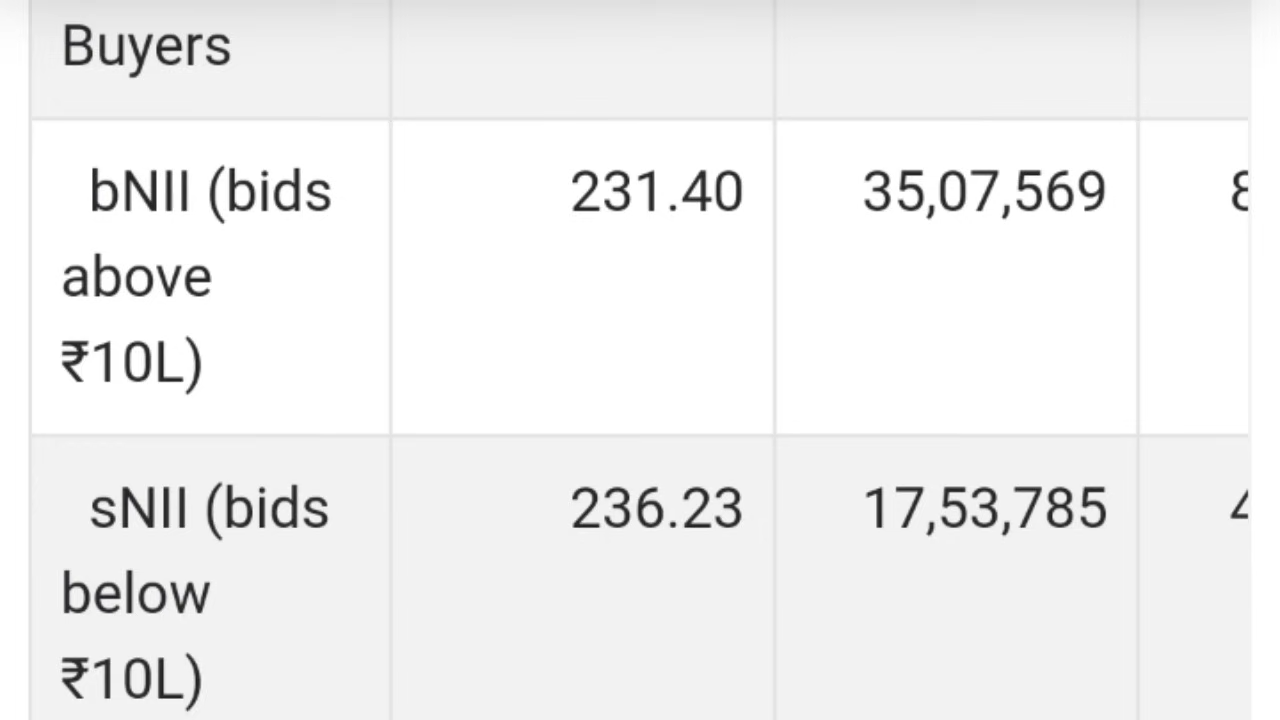 Buyers
bNII (bids 231.40 35,07,569
above
₹10L)
sNII (bids 236.23 17,53,785
below
₹10L)